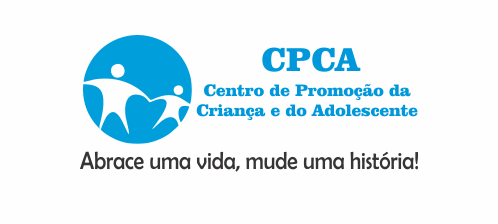 CPCA
Centro de Promoção da
Criança e do Adolescente
Abrace uma vida, mude uma história!